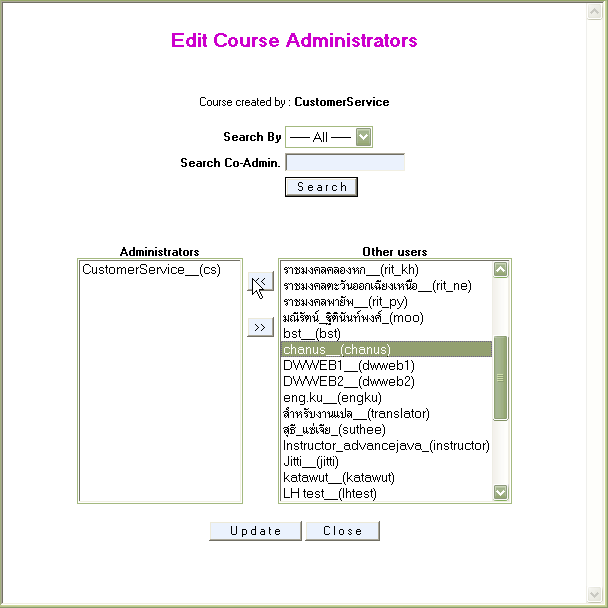 Edit Course Administrators
Course created by : CustomerService
Search By
── All ──
Search Co-Admin.
Search
Administrators
Other users
CustomerService__(cs)
<<
>>
ราชมงคลคลองหก__(rit_kh)
ราชมงคลตะวันออกเฉียงเหนือ__(rit_ne)
ราชมงคลพายัพ__(rit_py)
มณีรัตน์_ฐิตินันท์พงศ์_(moo)
bst__(bst)
chanus__(chanus)
DWWEB1__(dwweb1)
DWWEB2__(dwweb2)
eng.ku__(engku)
สำหรับงานแปล__(translator)
สุธี_แซ่เจีย_(suthee)
Instructor_advancejava_(instructor)
Jitti__(jitti)
katawut__(katawut)
LH test__(lhtest)
Update
Close